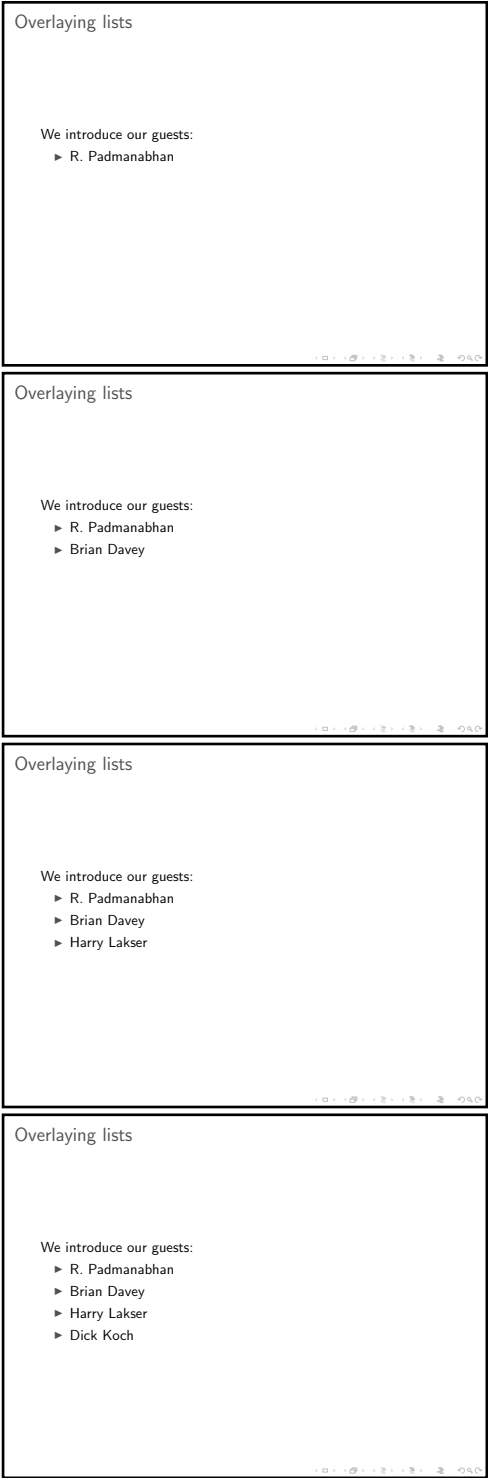 Overlaying lists
We introduce our guests:
▶ R. Padmanabhan
Overlaying lists
We introduce our guests:
▶ R. Padmanabhan
▶ Brian Davey
Overlaying lists
We introduce our guests:
▶ R. Padmanabhan
▶ Brian Davey
▶ Harry Lakser
Overlaying lists
We introduce our guests:
▶ R. Padmanabhan
▶ Brian Davey
▶ Harry Lakser
▶ Dick Koch